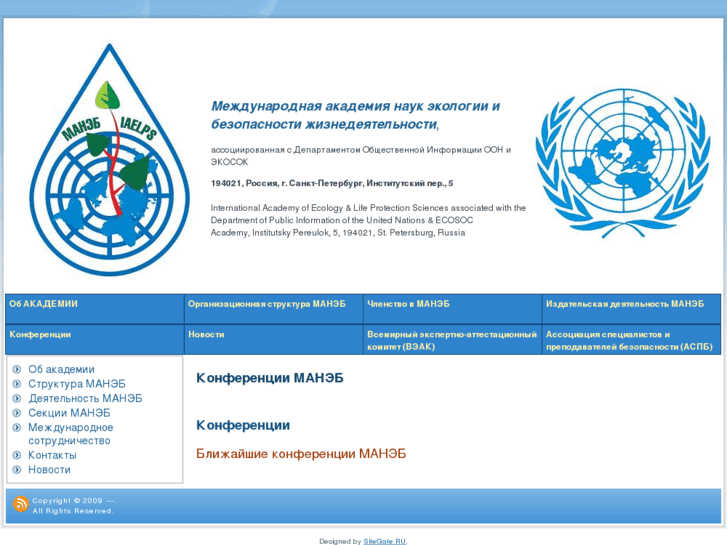 МАНЭБ
IAELPS
Международная академия наук экологии и
безопасности жизнедеятельности,
ассоциированная с Департаментом Общественной Информации ООН и
ЭКОСОК
194021, Россия, г. Санкт-Петербург, Институтский пер., 5
International Academy of Ecology & Life Protection Sciences associated with the
Department of Public Information of the United Nations & ECOSOC
Academy, Institutsky Pereulok, 5, 194021, St. Petersburg, Russia
Об АКАДЕМИИ
Организационная структура МАНЭБ
Членство в МАНЭБ
Издательская деятельность МАНЭБ
Конференции
Новости
Всемирный экспертно-аттестационный
комитет (ВЭАК)
Ассоциация специалистов и
преподавателей безопасности (АСПБ)
Об академии
Структура МАНЭБ
Деятельность МАНЭБ
Секции МАНЭБ
Международное
сотрудничество
Контакты
Новости
Конференции МАНЭБ
Конференции
Ближайшие конференции МАНЭБ
Copyright © 2009 ---.
All Rights Reserved.
Designed by SiteGate.RU.